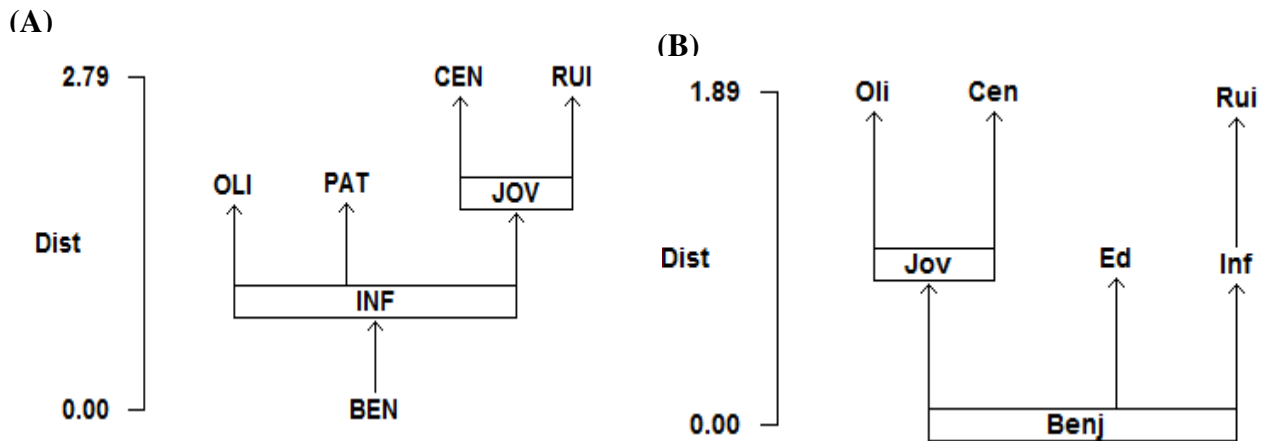 (A)
2.79
CEN RUI
OLI PAT
JOV
Dist
INF
0.00
BEN
(B)
1.89
Oli Cen Rui
Dist
Jov Ed Inf
0.00
Benj